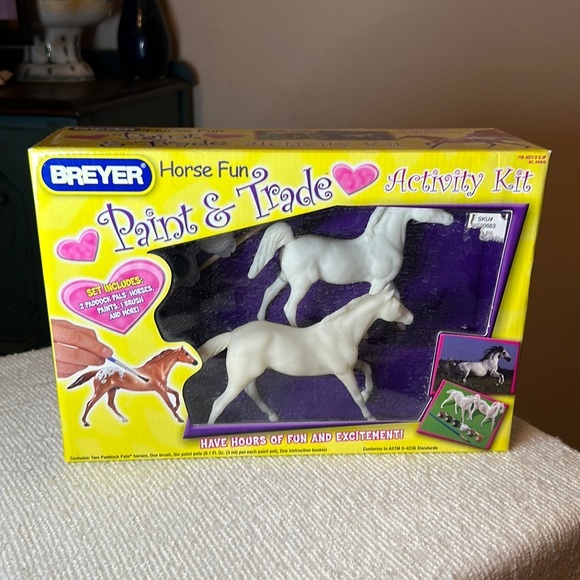 Paint & Trade
BREYER
Horse Fun
Paint & Trade™
Activity Kit
SKU#
SET INCLUDES:
2 PADDOCK PALS® HORSES,
PAINTS, 1 BRUSH
AND MORE!
HAVE HOURS OF FUN AND EXCITEMENT!
Contains: Two Paddock Pals® horses, One brush, Six paint pots (0.1 Fl. Oz. (3 ml) per each paint pot), One instruction booklet
Conforms to ASTM D-4236 Standards